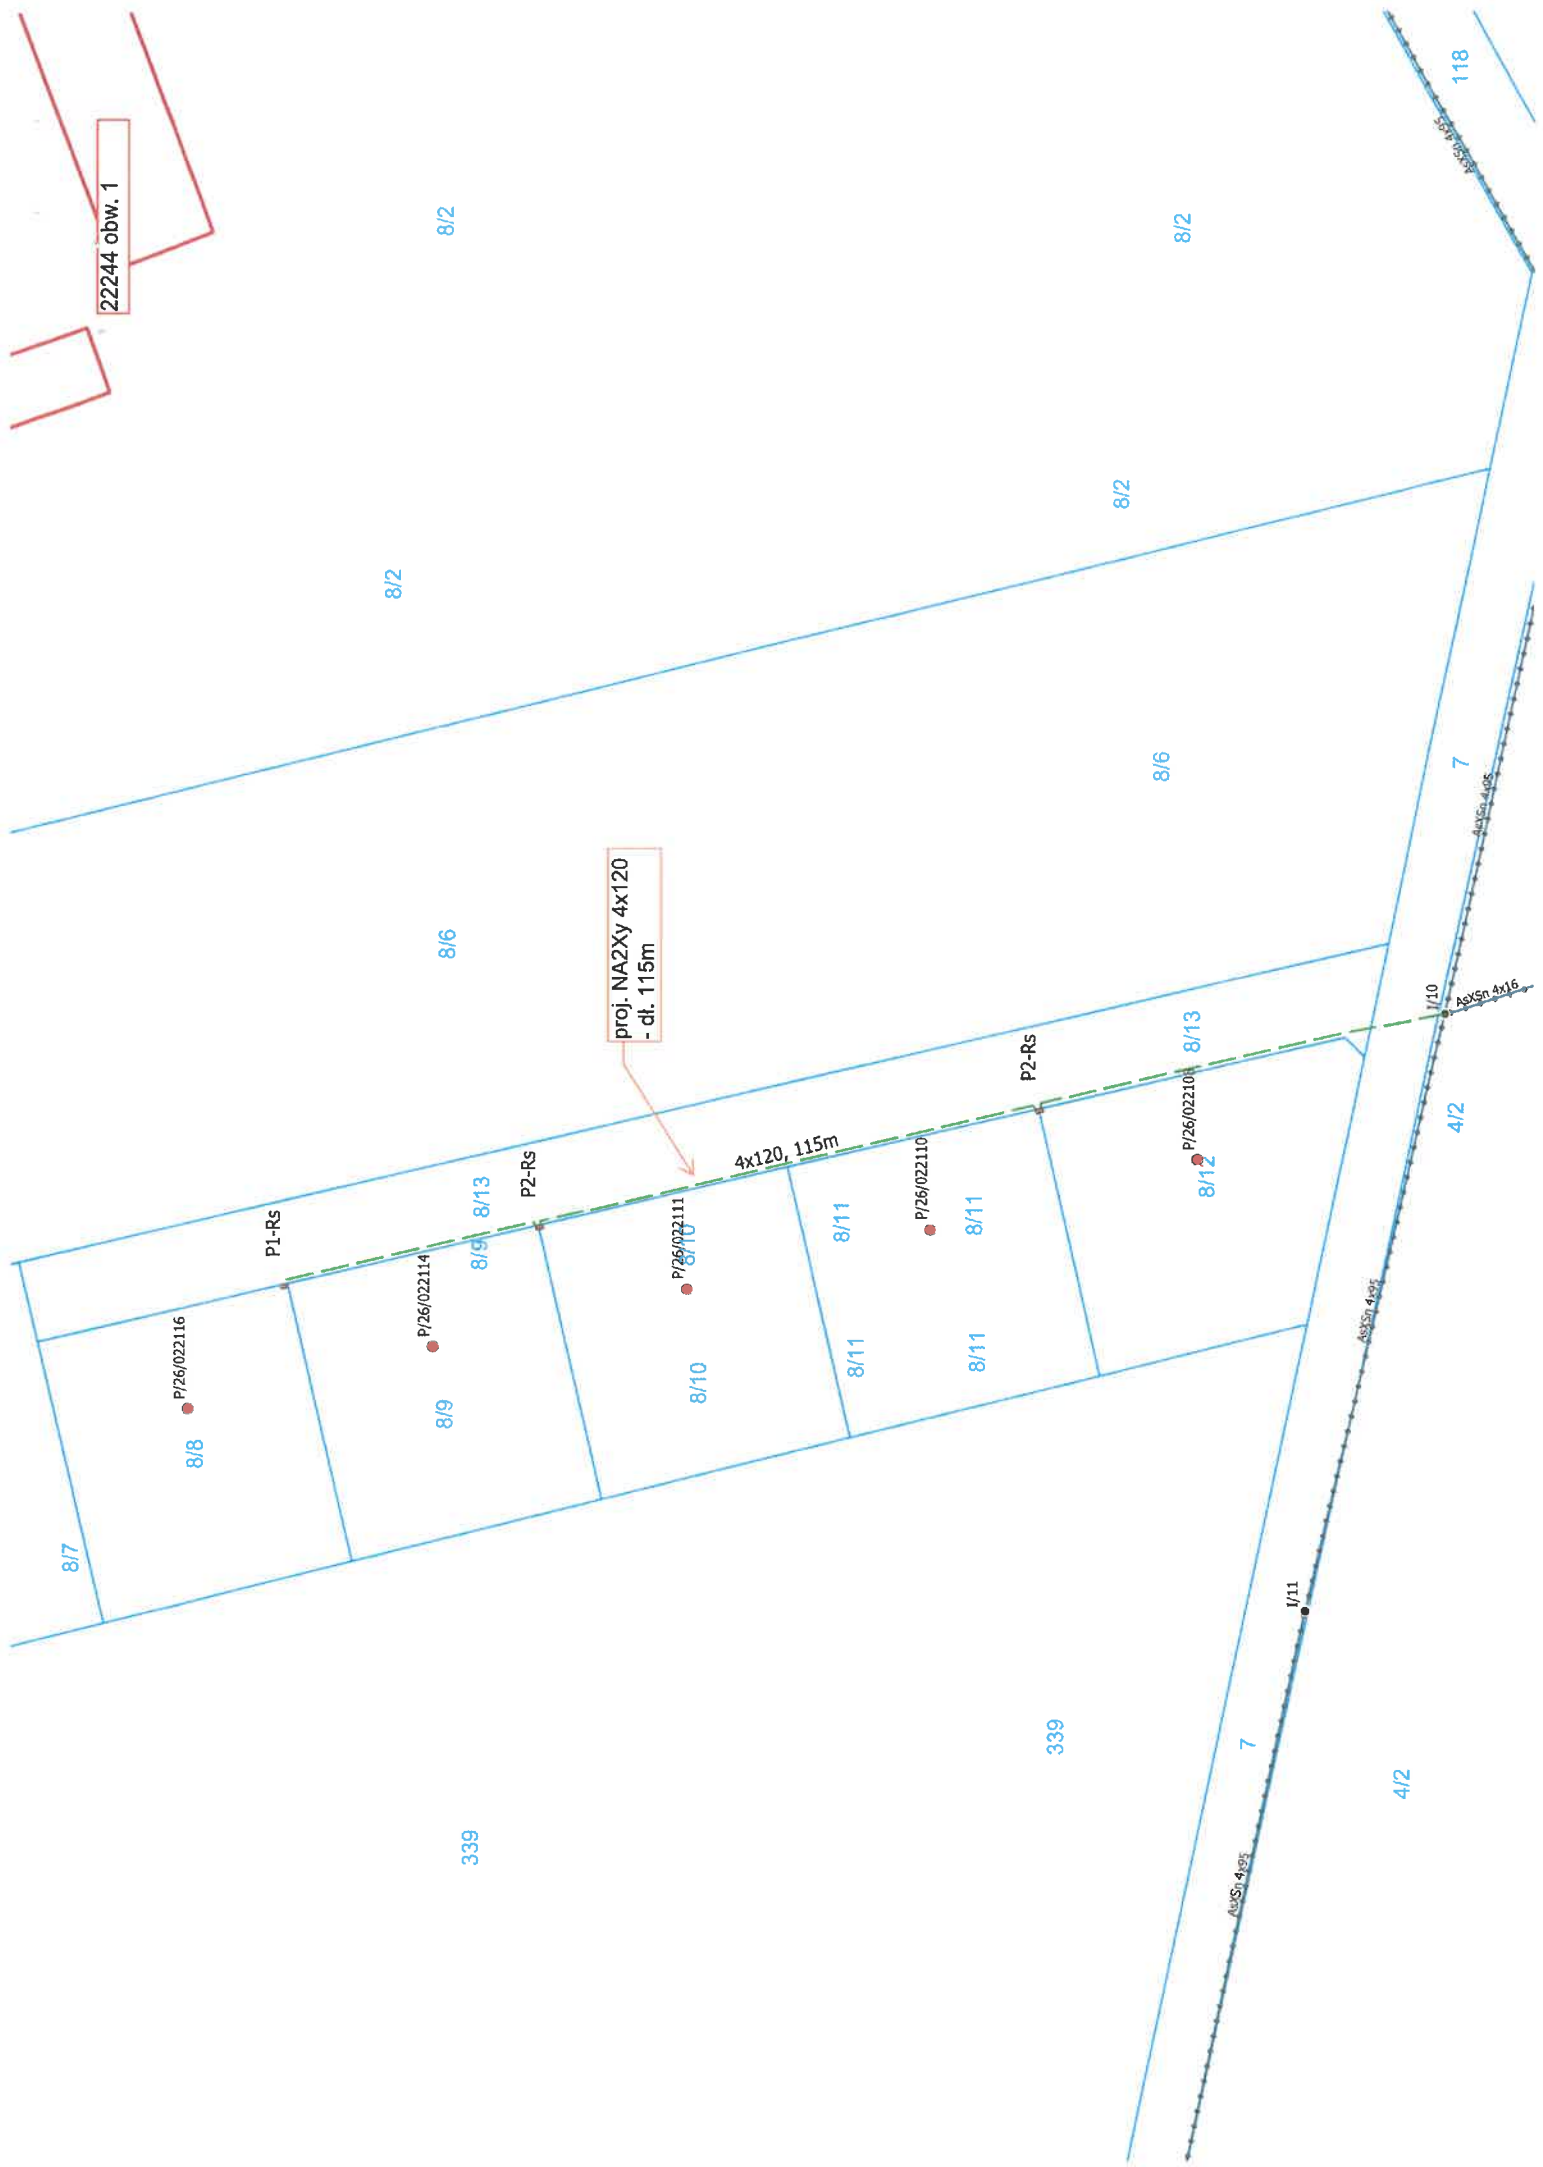 22244 obw. 1
118
AsXSn 4x95
8/2
8/2
8/2
8/2
8/6
8/6
7
AsXSn 4x95
proj. NA2Xy 4x120
- dł. 115m
4x120, 115m
P1-Rs
P2-Rs
P2-Rs
8/13
8/13
I/10
AsXSn 4x16
4/2
P/26/022116
8/8
P/26/022114
8/9
8/9
P/26/022111
8/10
8/10
P/26/022110
8/11
8/11
8/11
8/11
P/26/022108
8/12
8/7
AsXSn 4x95
I/11
339
339
7
4/2
AsXSn 4x95